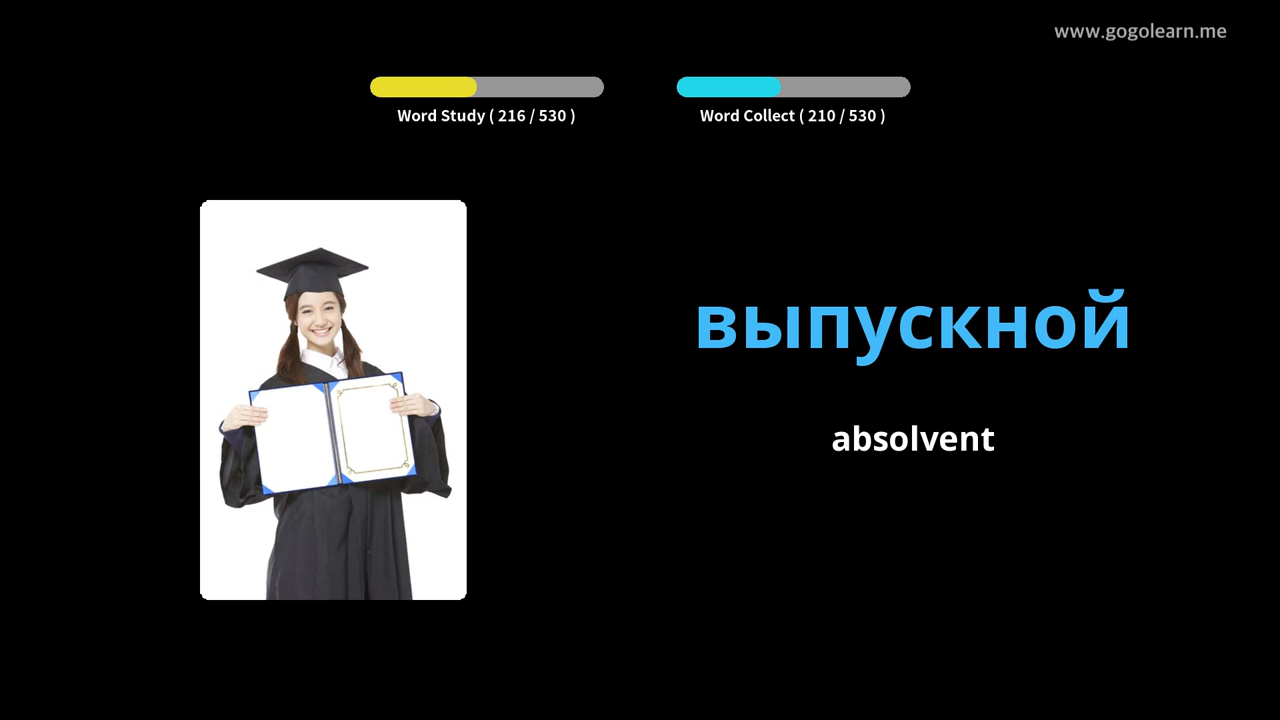 www.gogolearn.me
Word Study ( 216 / 530 )
Word Collect ( 210 / 530 )
выпускной
absolvent